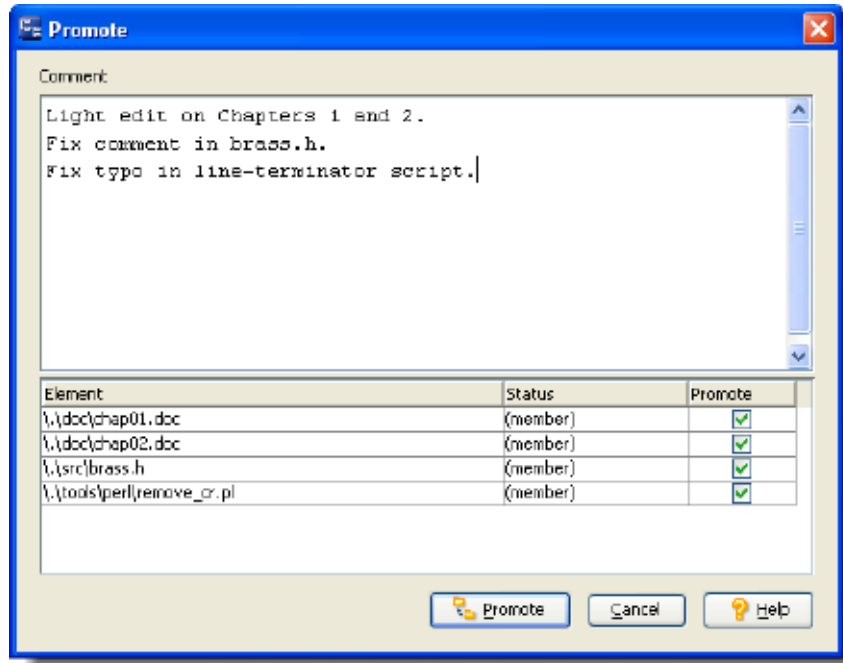 Promote
Comment
Light edit on Chapters 1 and 2.
Fix comment in brass.h.
Fix typo in line-terminator script.
Element Status Promote
\.\doc\chap01.doc (member)
\.\doc\chap02.doc (member)
\.\src\brass.h (member)
\.\tools\perl\remove_cr.pl (member)
Promote Cancel Help